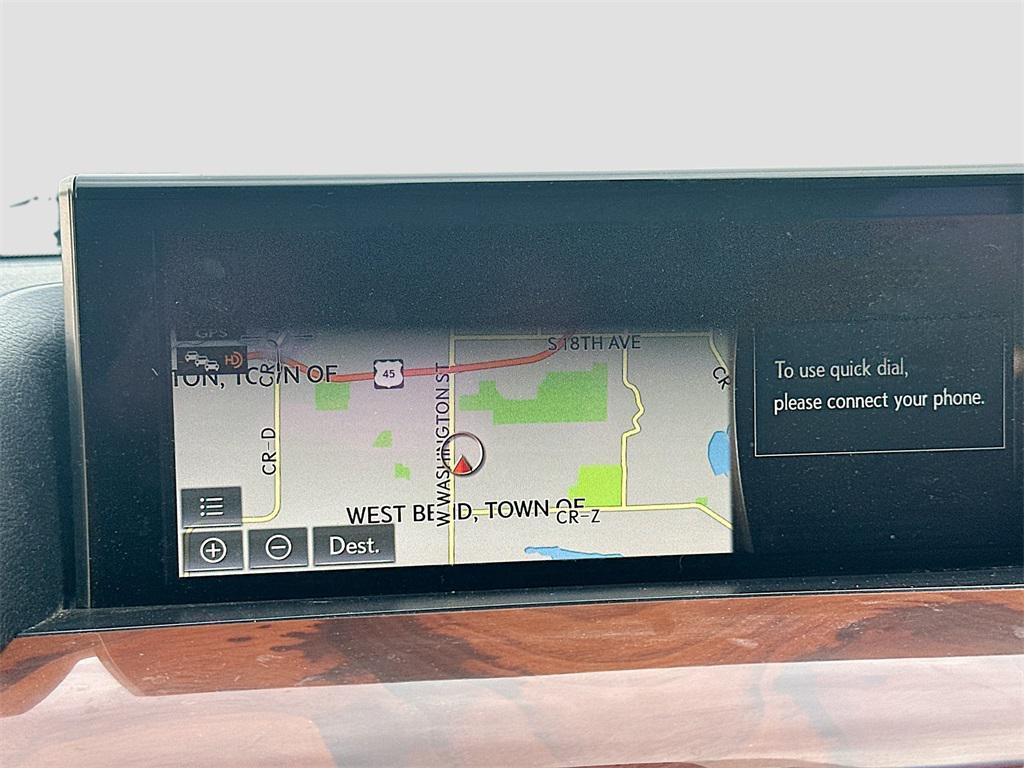 GPS
HD
S 18TH AVE
45
TON, TOWN OF
CR-D
CR
To use quick dial,
please connect your phone.
CR-D
W WASHINGTON ST
WEST BEND, TOWN OF
CR-Z
Dest.